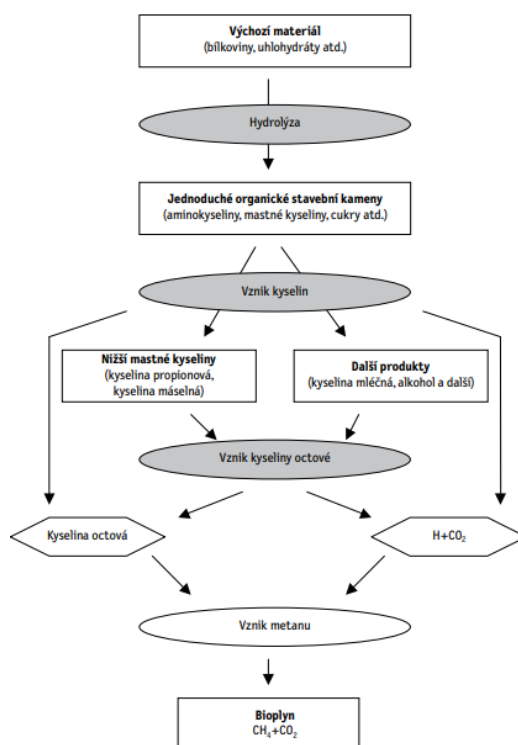 Výchozí materiál
(bílkoviny, uhlohydráty atd.)
Hydrolýza
Jednoduché organické stavební kameny
(aminokyseliny, mastné kyseliny, cukry atd.)
Vznik kyselin
Nižší mastné kyseliny
(kyselina propionová,
kyselina máselná)
Další produkty
(kyselina mléčná, alkohol a další)
Vznik kyseliny octové
Kyselina octová
H+CO₂
Vznik metanu
Bioplyn
CH₄+CO₂